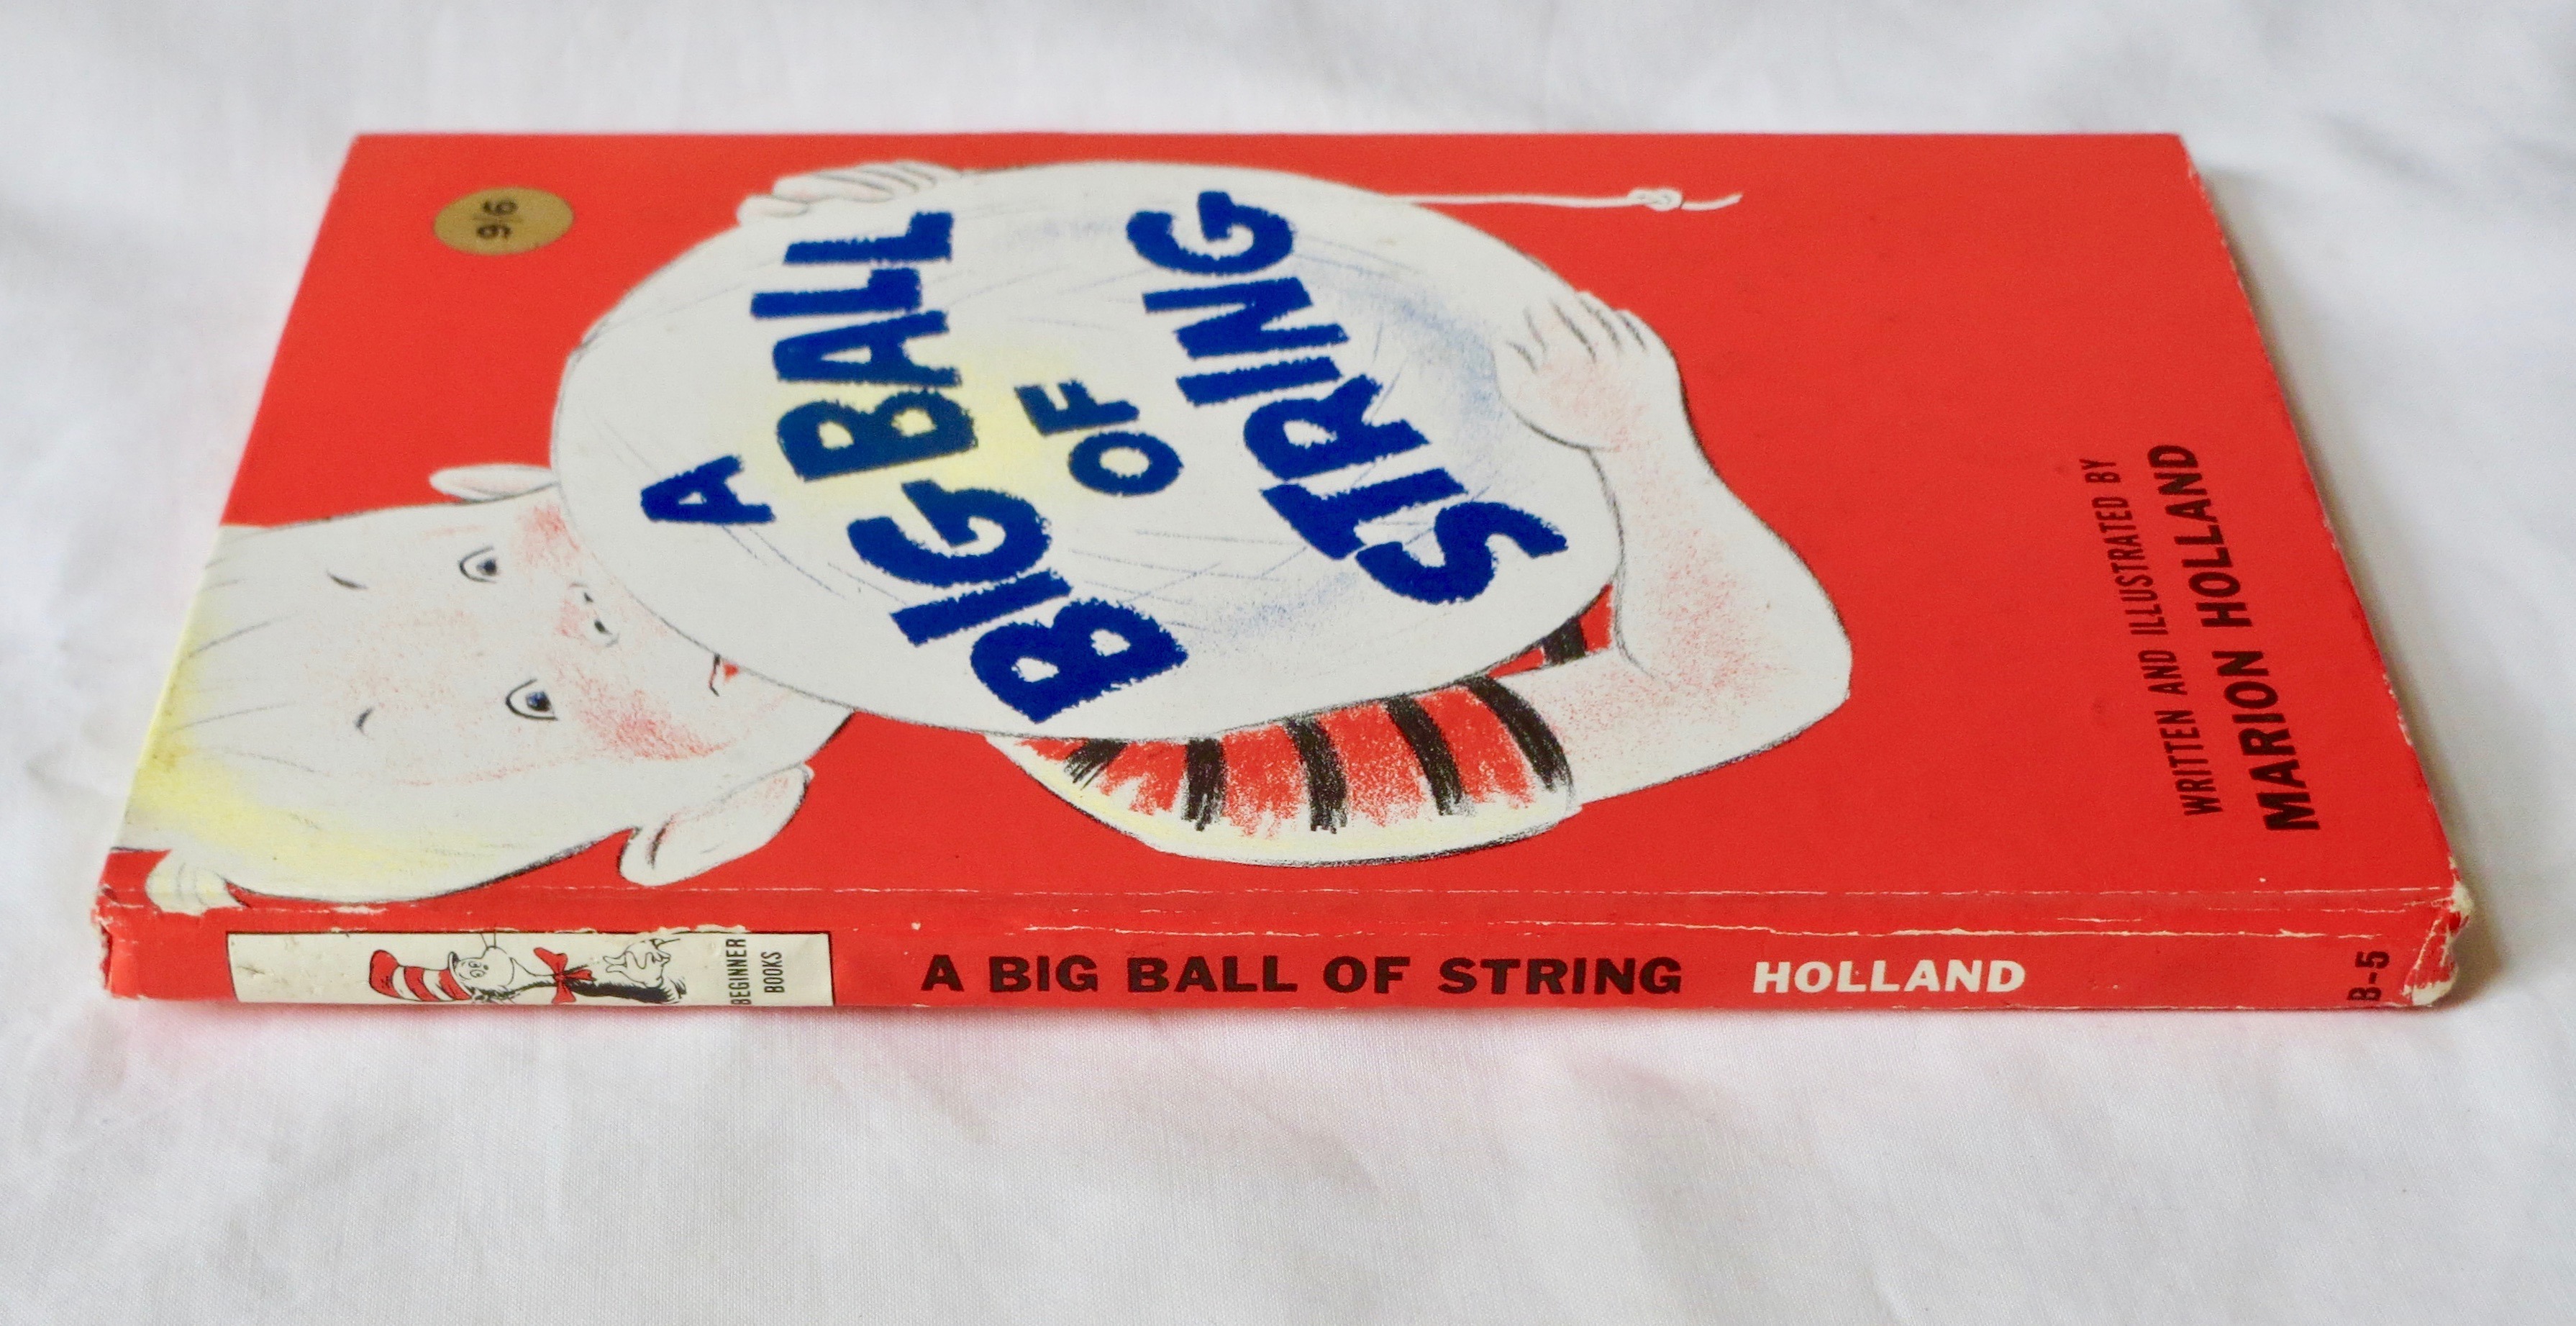 9/6
A
BIG BALL
OF
STRING
WRITTEN AND ILLUSTRATED BY
MARION HOLLAND
BEGINNER
BOOKS
A BIG BALL OF STRING HOLLAND
B-5